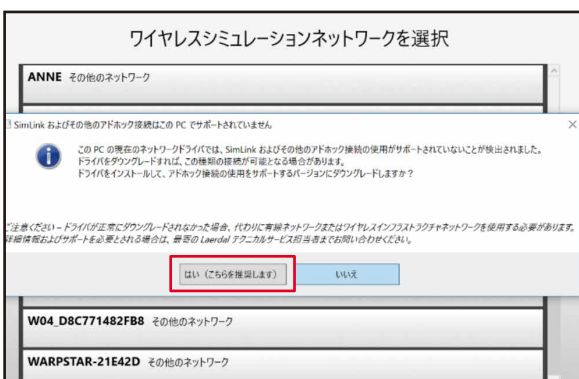 ワイヤレスシミュレーションネットワークを選択
ANNE その他のネットワーク
SimLink およびその他のアドホック接続はこの PC でサポートされていません
この PC の現在のネットワークドライバでは、SimLink およびその他のアドホック接続の使用がサポートされていないことが検出されました。
ドライバをダウングレードすれば、この種類の接続が可能となる場合があります。
ドライバをインストールして、アドホック接続の使用をサポートするバージョンにダウングレードしますか？
ご注意ください – ドライバが正常にダウングレードされなかった場合、代わりに有線ネットワークまたはワイヤレスインフラストラクチャネットワークを使用する必要があります。
詳細情報およびサポートを必要とされる場合は、最寄の Laerdal テクニカルサービス担当者までお問い合わせください。
はい（こちらを推奨します） いいえ
W04_D8C771482FB8 その他のネットワーク
WARPSTAR-21E42D その他のネットワーク